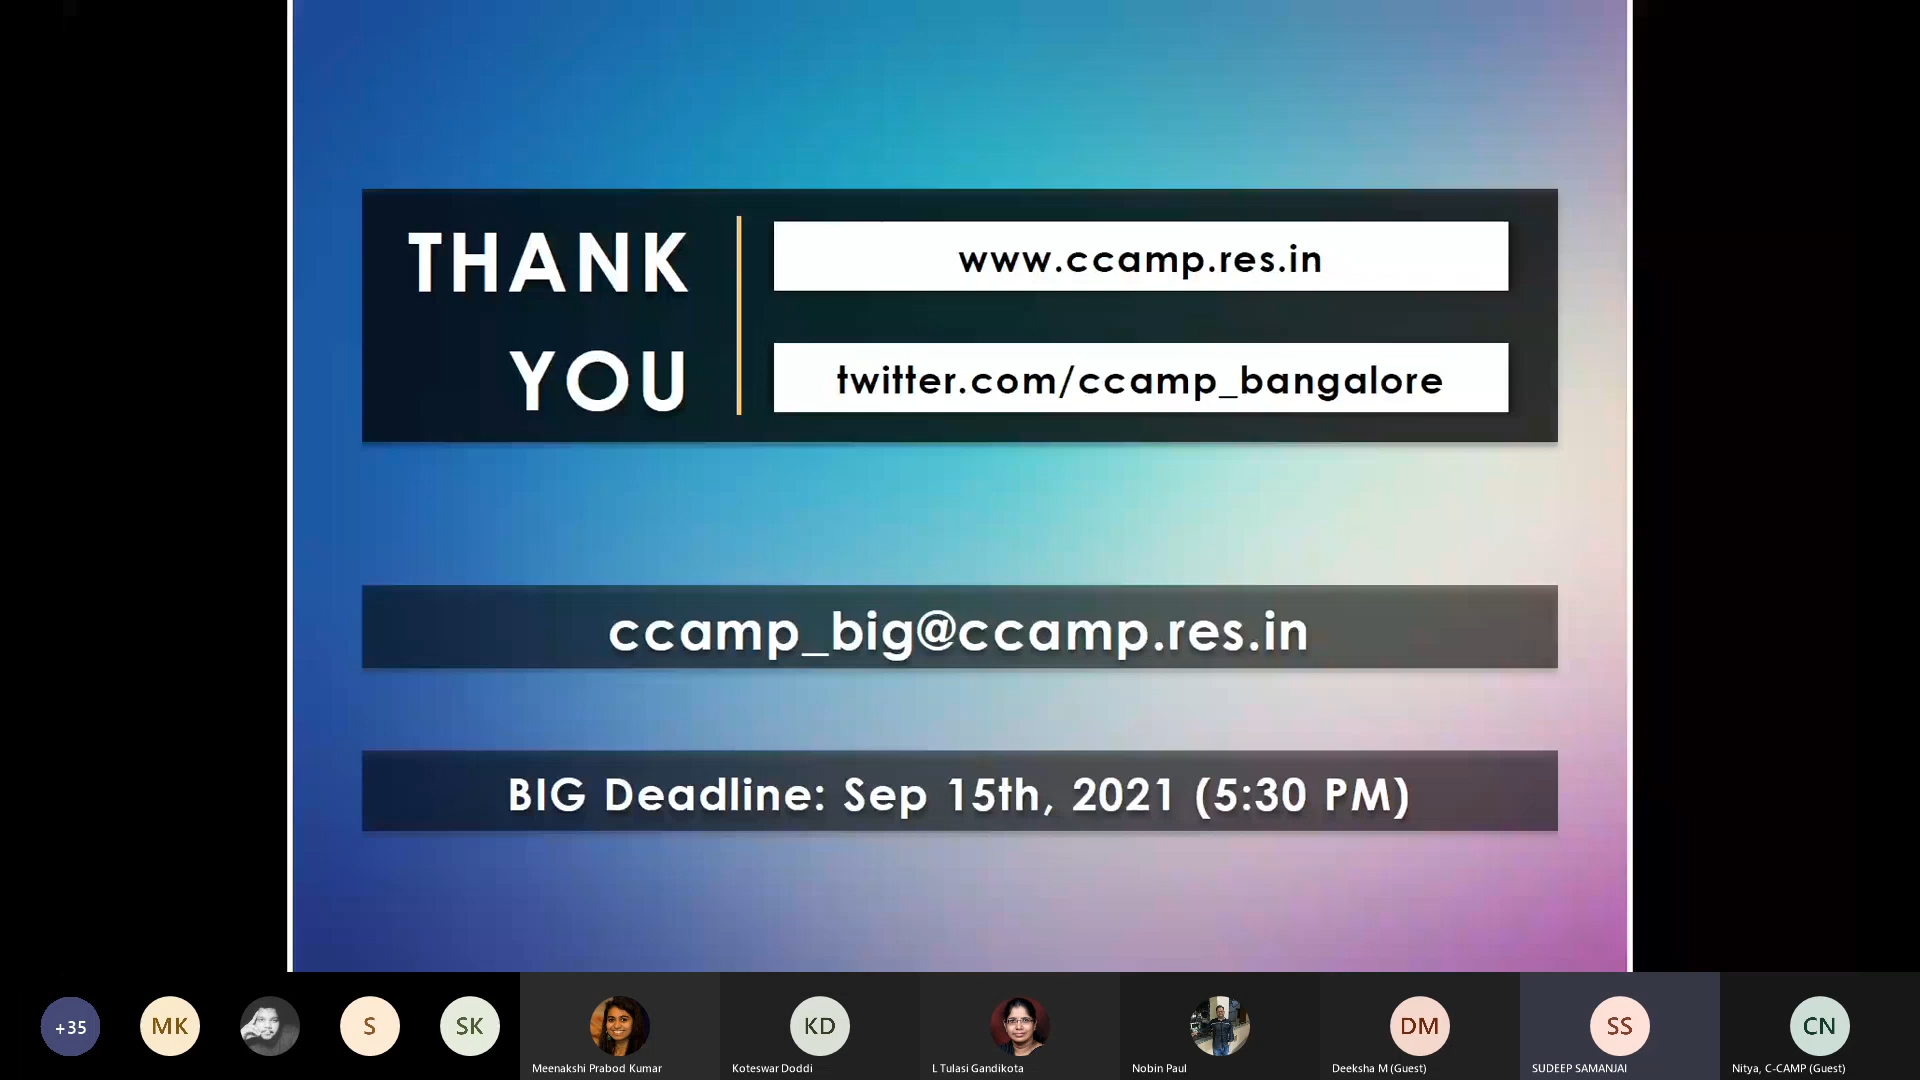 THANK
YOU
www.ccamp.res.in
twitter.com/ccamp_bangalore
ccamp_big@ccamp.res.in
BIG Deadline: Sep 15th, 2021 (5:30 PM)
+35
MK
S
SK
KD
DM
SS
CN
Meenakshi Prabod Kumar
Koteswar Doddi
L Tulasi Gandikota
Nobin Paul
Deeksha M (Guest)
SUDEEP SAMANJAI
Nitya, C-CAMP (Guest)